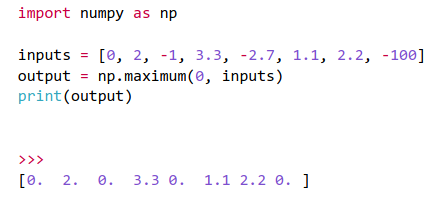 import numpy as np
inputs = [0, 2, -1, 3.3, -2.7, 1.1, 2.2, -100]
output = np.maximum(0, inputs)
print(output)
>>>
[0.  2.  0.  3.3 0.  1.1 2.2 0. ]